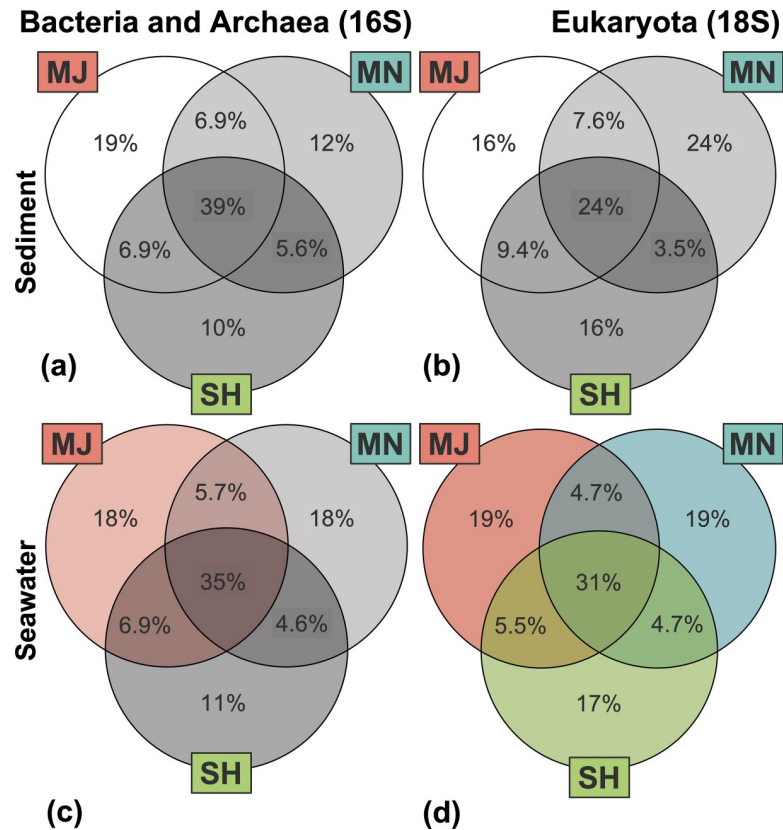 Bacteria and Archaea (16S) Eukaryota (18S)
MJ MN MJ MN
6.9% 7.6%
19% 12% 16% 24%
39% 24%
6.9% 5.6% 9.4% 3.5%
Sediment
10% 16%
(a) (b)
SH SH
MJ MN MJ MN
5.7% 4.7%
18% 18% 19% 19%
35% 31%
6.9% 4.6% 5.5% 4.7%
Seawater
11% 17%
SH SH
(c) (d)